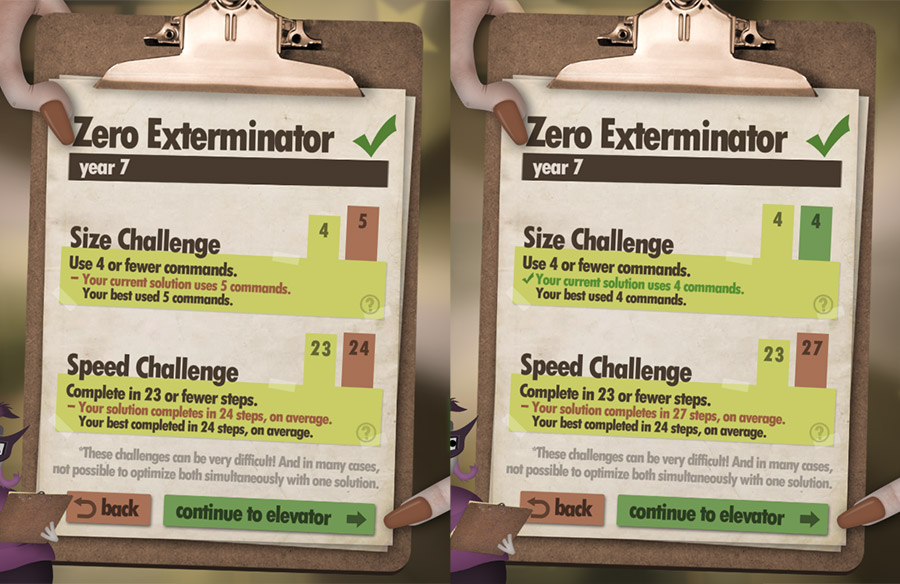 Zero Exterminator
year 7
4
5
Size Challenge
Use 4 or fewer commands.
– Your current solution uses 5 commands.
Your best used 5 commands.
?
23
24
Speed Challenge
Complete in 23 or fewer steps.
– Your solution completes in 24 steps, on average.
Your best completed in 24 steps, on average.
?
*These challenges can be very difficult! And in many cases,
not possible to optimize both simultaneously with one solution.
back
continue to elevator
Zero Exterminator
year 7
4
4
Size Challenge
Use 4 or fewer commands.
✓ Your current solution uses 4 commands.
Your best used 4 commands.
?
23
27
Speed Challenge
Complete in 23 or fewer steps.
– Your solution completes in 27 steps, on average.
Your best completed in 24 steps, on average.
?
*These challenges can be very difficult! And in many cases,
not possible to optimize both simultaneously with one solution.
back
continue to elevator